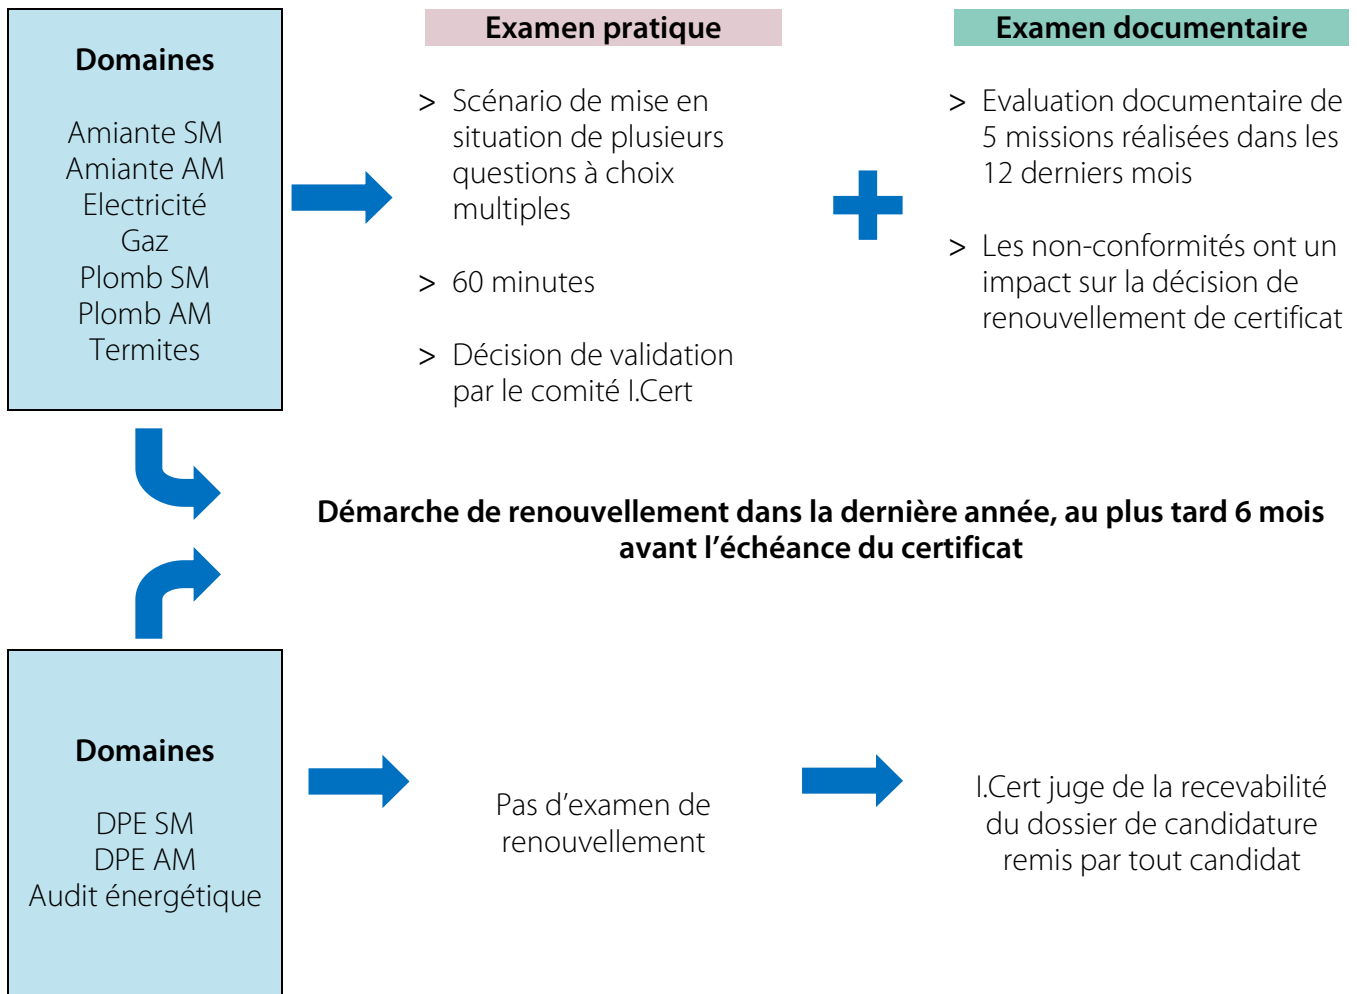 Domaines
Amiante SM
Amiante AM
Electricité
Gaz
Plomb SM
Plomb AM
Termites
Examen pratique
> Scénario de mise en
situation de plusieurs
questions à choix
multiples
> 60 minutes
> Décision de validation
par le comité I.Cert
Examen documentaire
> Evaluation documentaire de
5 missions réalisées dans les
12 derniers mois
> Les non-conformités ont un
impact sur la décision de
renouvellement de certificat
Démarche de renouvellement dans la dernière année, au plus tard 6 mois
avant l’échéance du certificat
Domaines
DPE SM
DPE AM
Audit énergétique
Pas d’examen de
renouvellement
I.Cert juge de la recevabilité
du dossier de candidature
remis par tout candidat